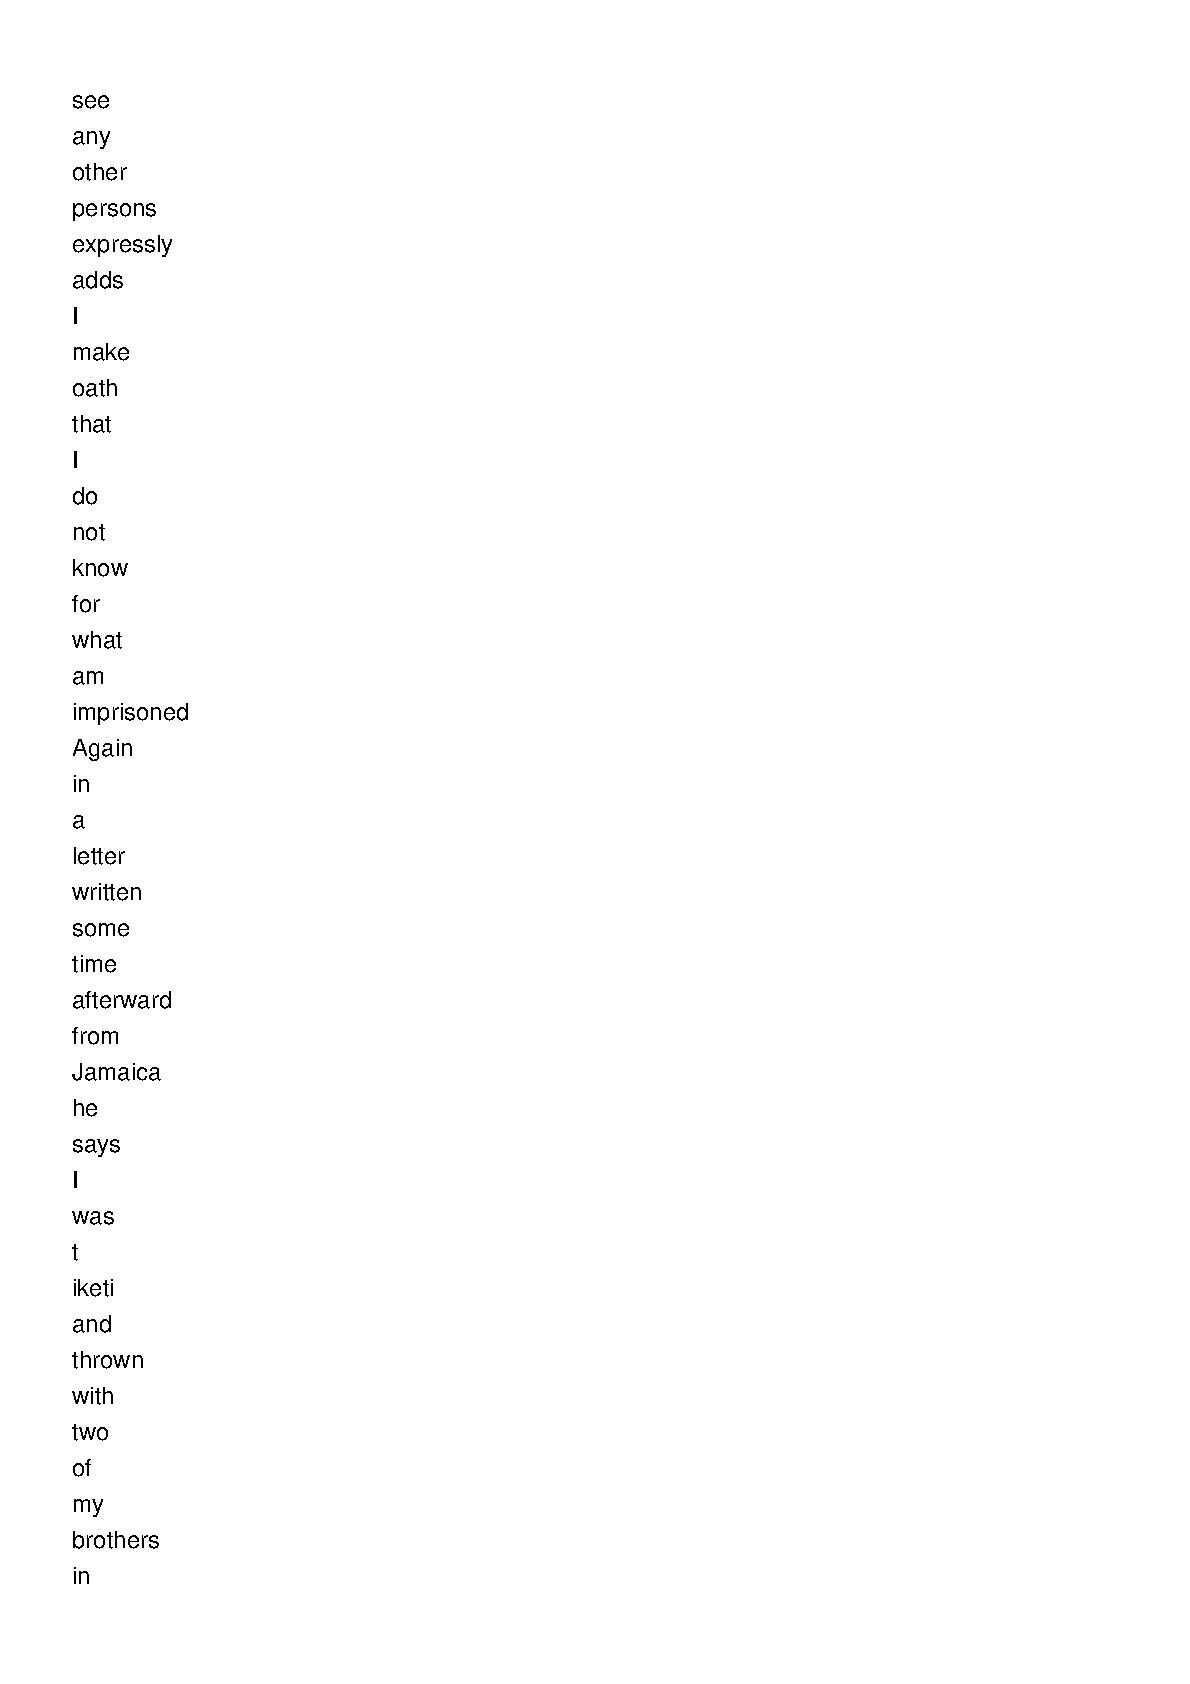 see
any
other
persons
expressly
adds
I
make
oath
that
I
do
not
know
for
what
am
imprisoned
Again
in
a
letter
written
some
time
afterward
from
Jamaica
he
says
I
was
t
iketi
and
thrown
with
two
of
my
brothers
in